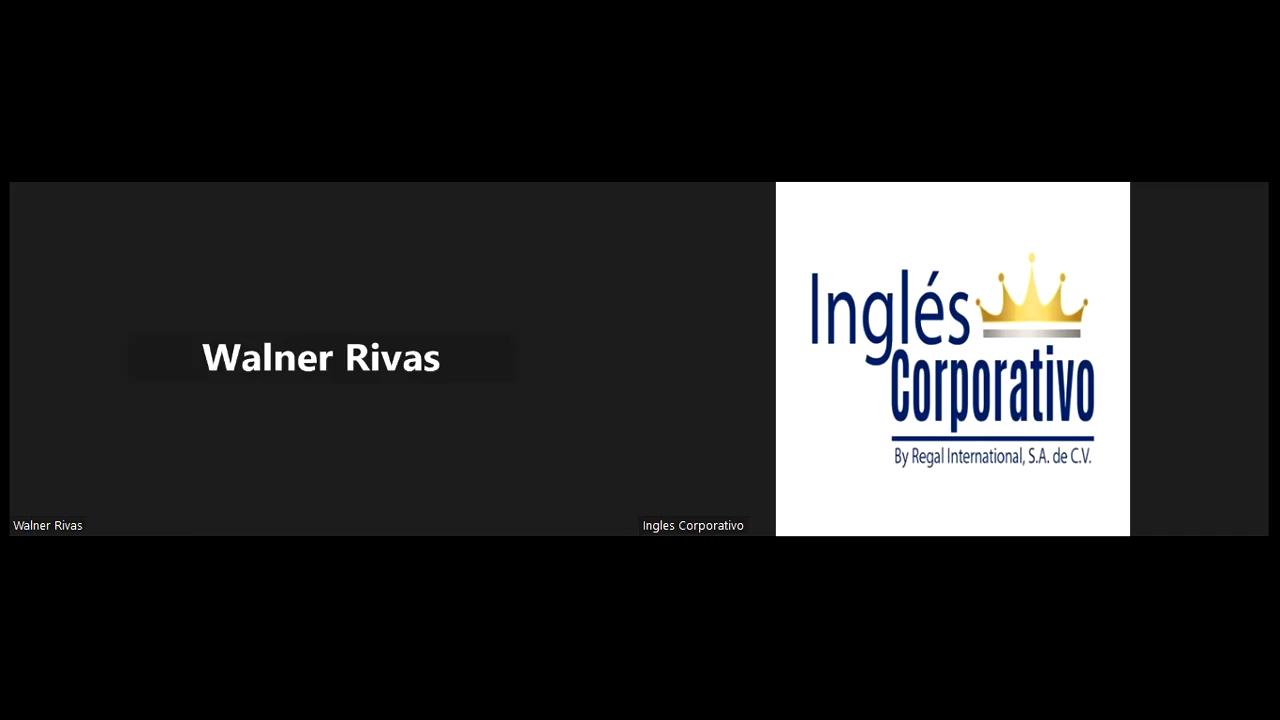 Walner Rivas
Walner Rivas
Ingles Corporativo
Inglés
Corporativo
By Regal International, S.A. de C.V.